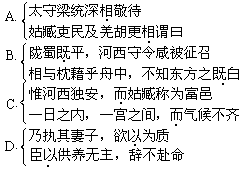 A. 太守梁统深相敬待
姑臧吏民及羌胡更相谓曰
B. 陇蜀既平，河西守令咸被征召
相与枕藉乎舟中，不知东方之既白
C. 惟河西独安，而姑臧称为富邑
一日之内，一宫之间，而气候不齐
D. 乃执其妻子，欲以为质
臣以供养无主，辞不赴命